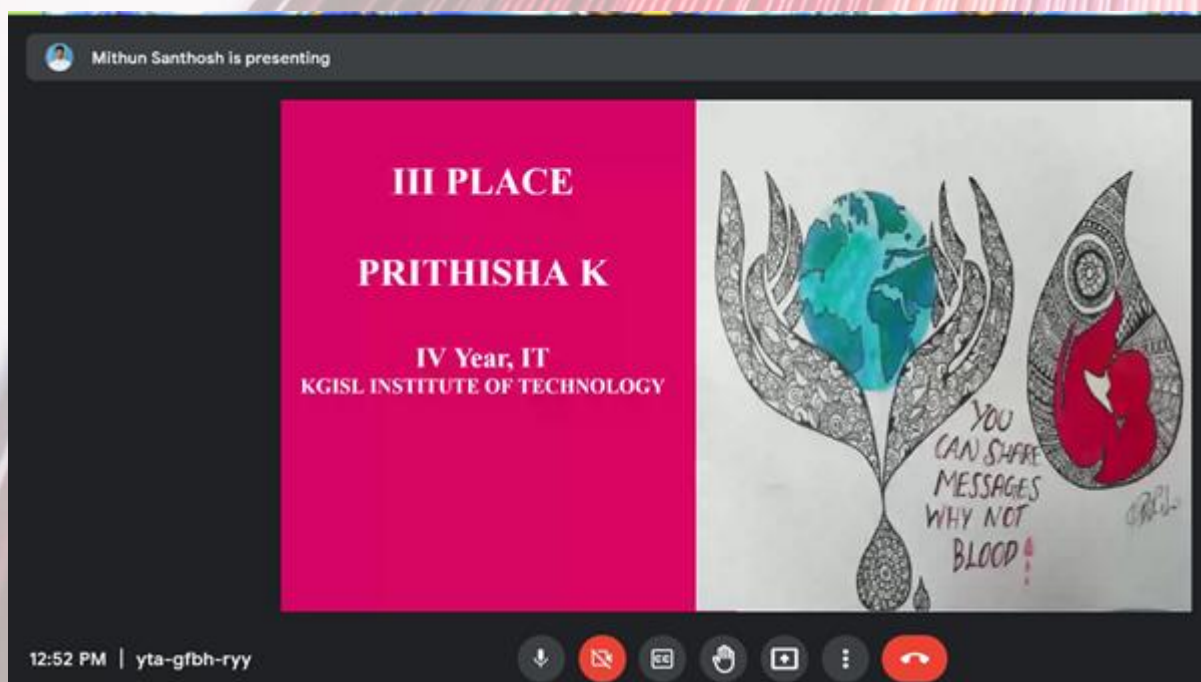 Mithun Santhosh is presenting
III PLACE
PRITHISHA K
IV Year, IT
KGISL INSTITUTE OF TECHNOLOGY
YOU
CAN SHARE
MESSAGES
WHY NOT
BLOOD
12:52 PM | yta-gfbh-ryy
CC